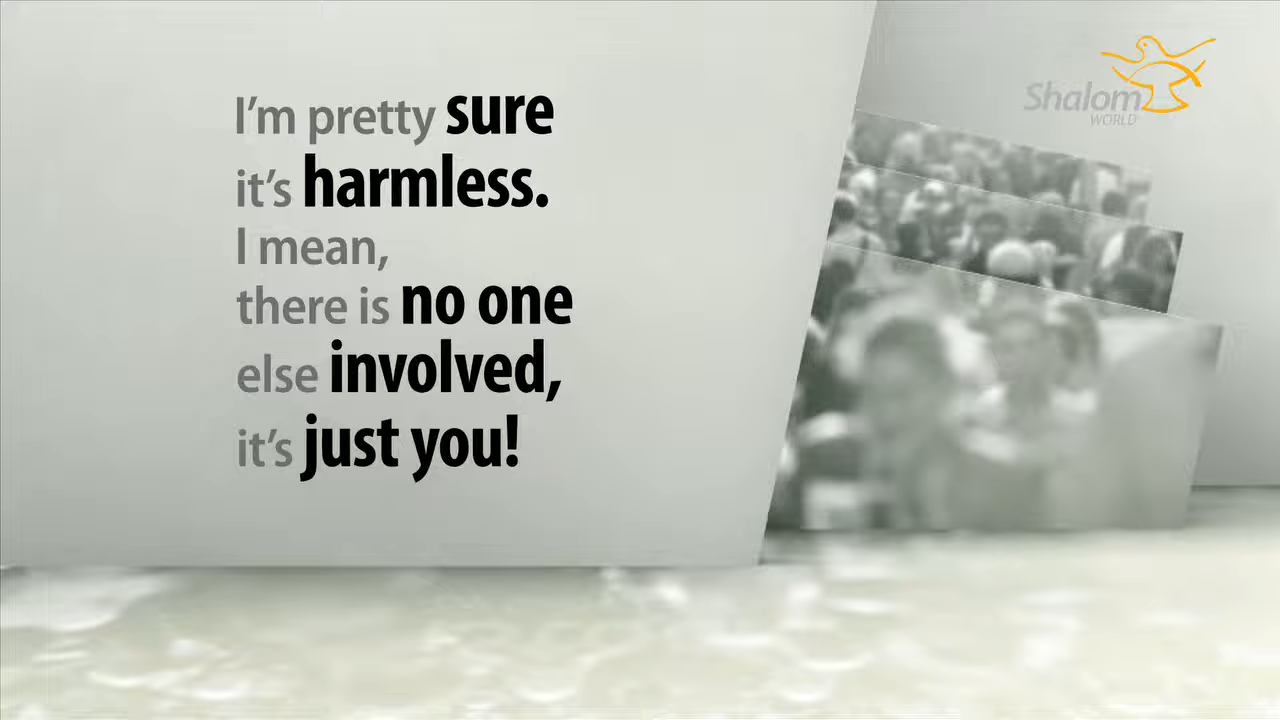 I'm pretty sure
it's harmless.
I mean,
there is no one
else involved,
it's just you!
Shalom
WORLD